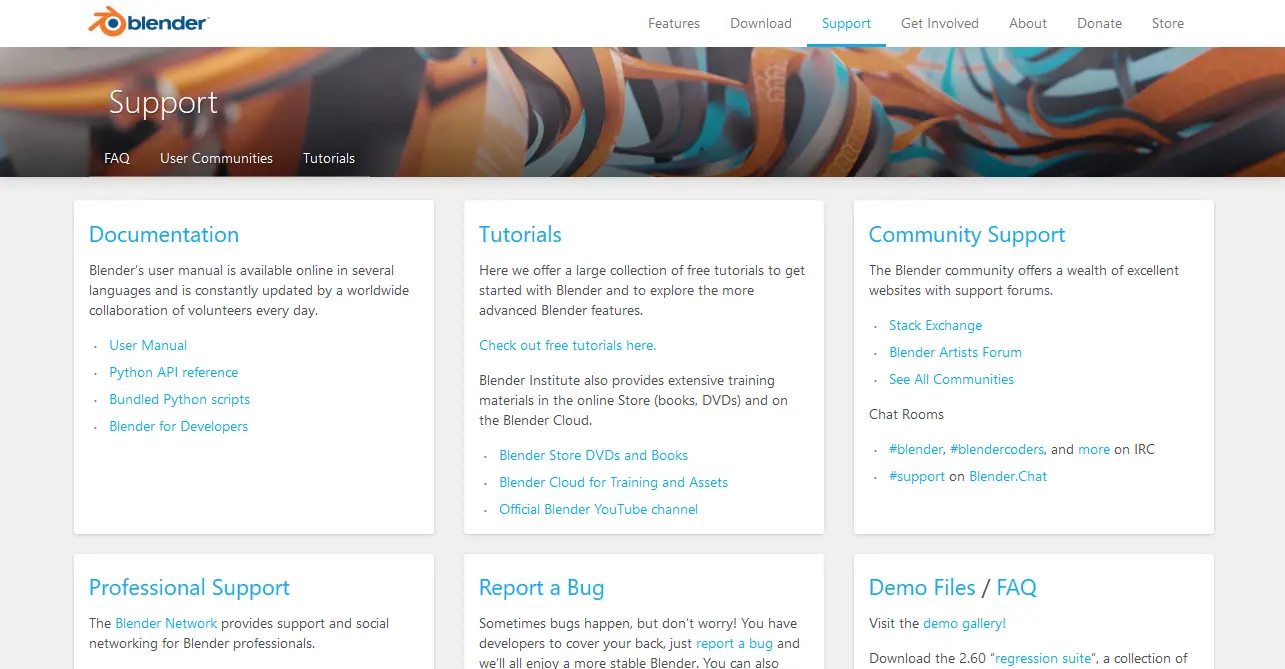 blender
Features Download Support Get Involved About Donate Store
Support
FAQ User Communities Tutorials
Documentation
Blender's user manual is available online in several
languages and is constantly updated by a worldwide
collaboration of volunteers every day.
User Manual
Python API reference
Bundled Python scripts
Blender for Developers
Tutorials
Here we offer a large collection of free tutorials to get
started with Blender and to explore the more
advanced Blender features.
Check out free tutorials here.
Blender Institute also provides extensive training
materials in the online Store (books, DVDs) and on
the Blender Cloud.
Blender Store DVDs and Books
Blender Cloud for Training and Assets
Official Blender YouTube channel
Community Support
The Blender community offers a wealth of excellent
websites with support forums.
Stack Exchange
Blender Artists Forum
See All Communities
Chat Rooms
#blender, #blendercoders, and more on IRC
#support on Blender.Chat
Professional Support
The Blender Network provides support and social
networking for Blender professionals.
Report a Bug
Sometimes bugs happen, but don't worry! You have
developers to cover your back, just report a bug and
we'll all enjoy a more stable Blender. You can also
Demo Files / FAQ
Visit the demo gallery!
Download the 2.60 "regression suite", a collection of